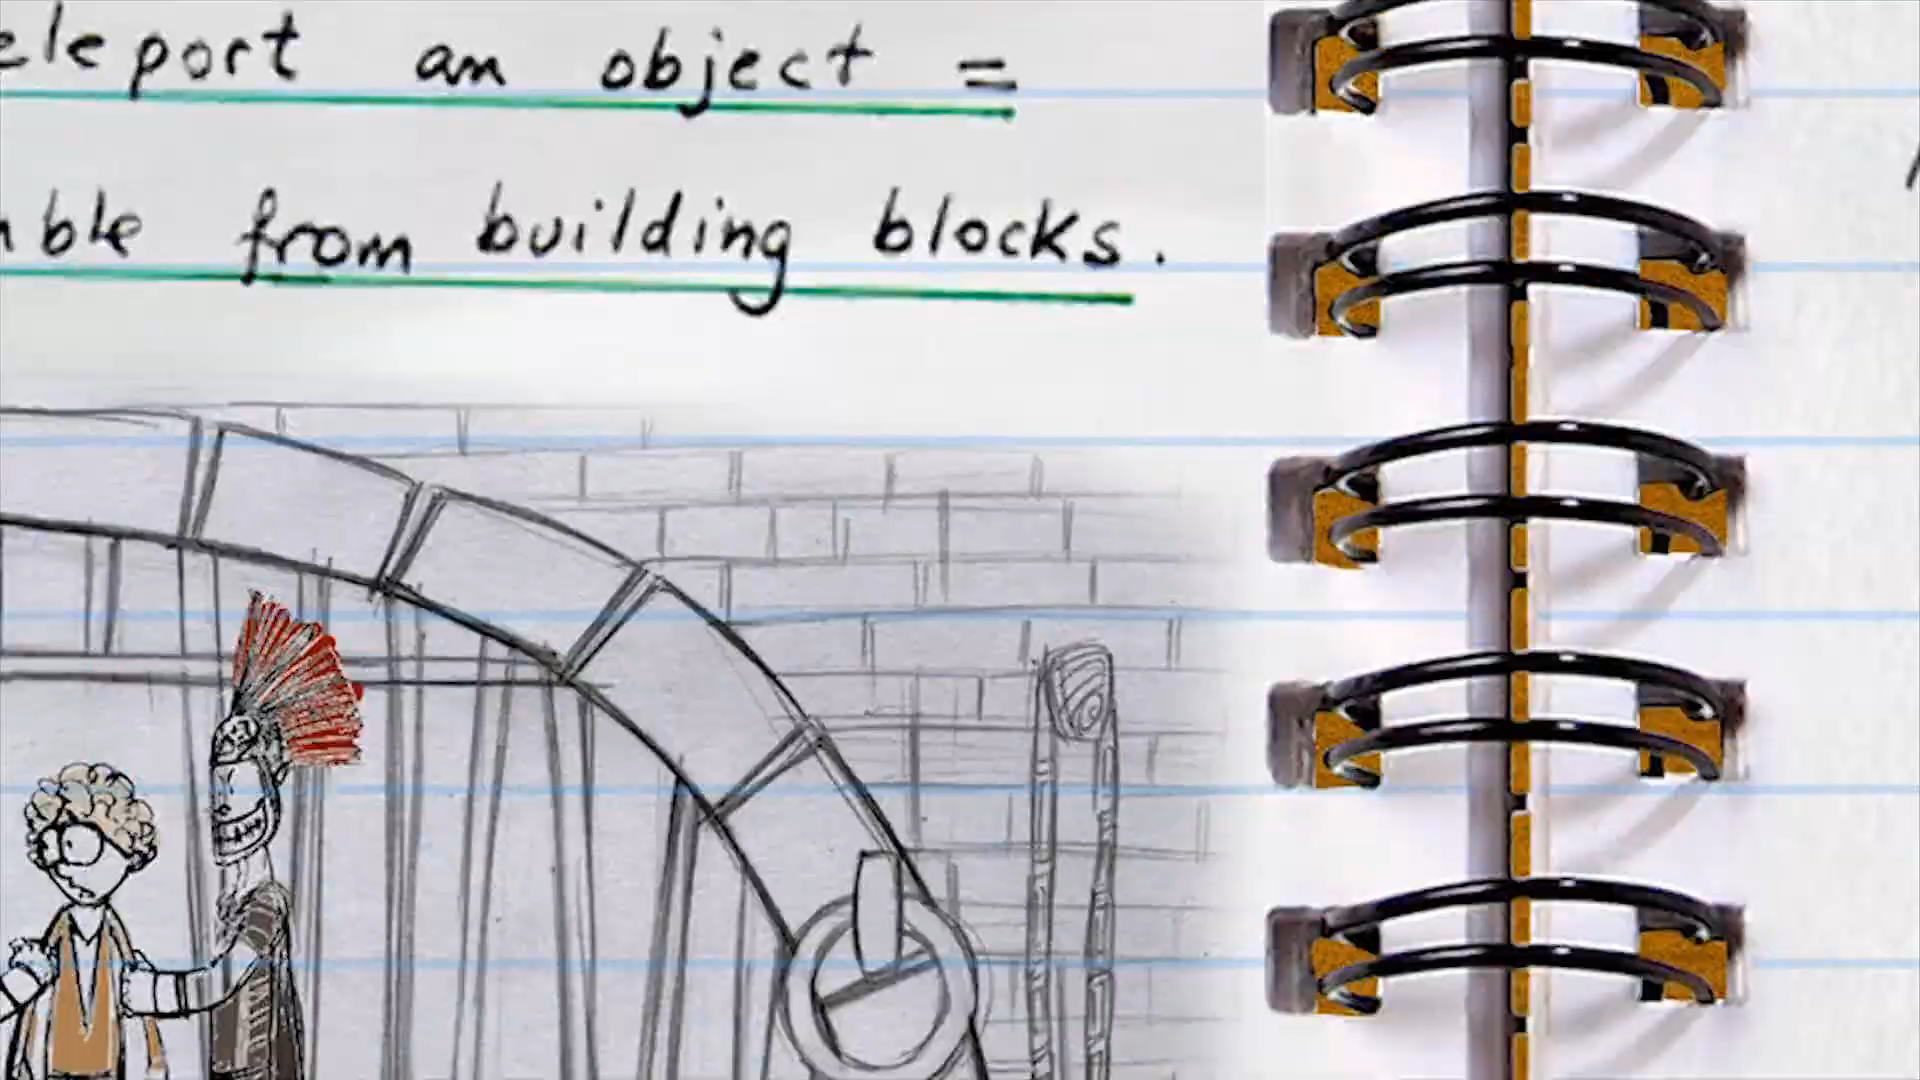 eleport an object =
ble from building blocks.